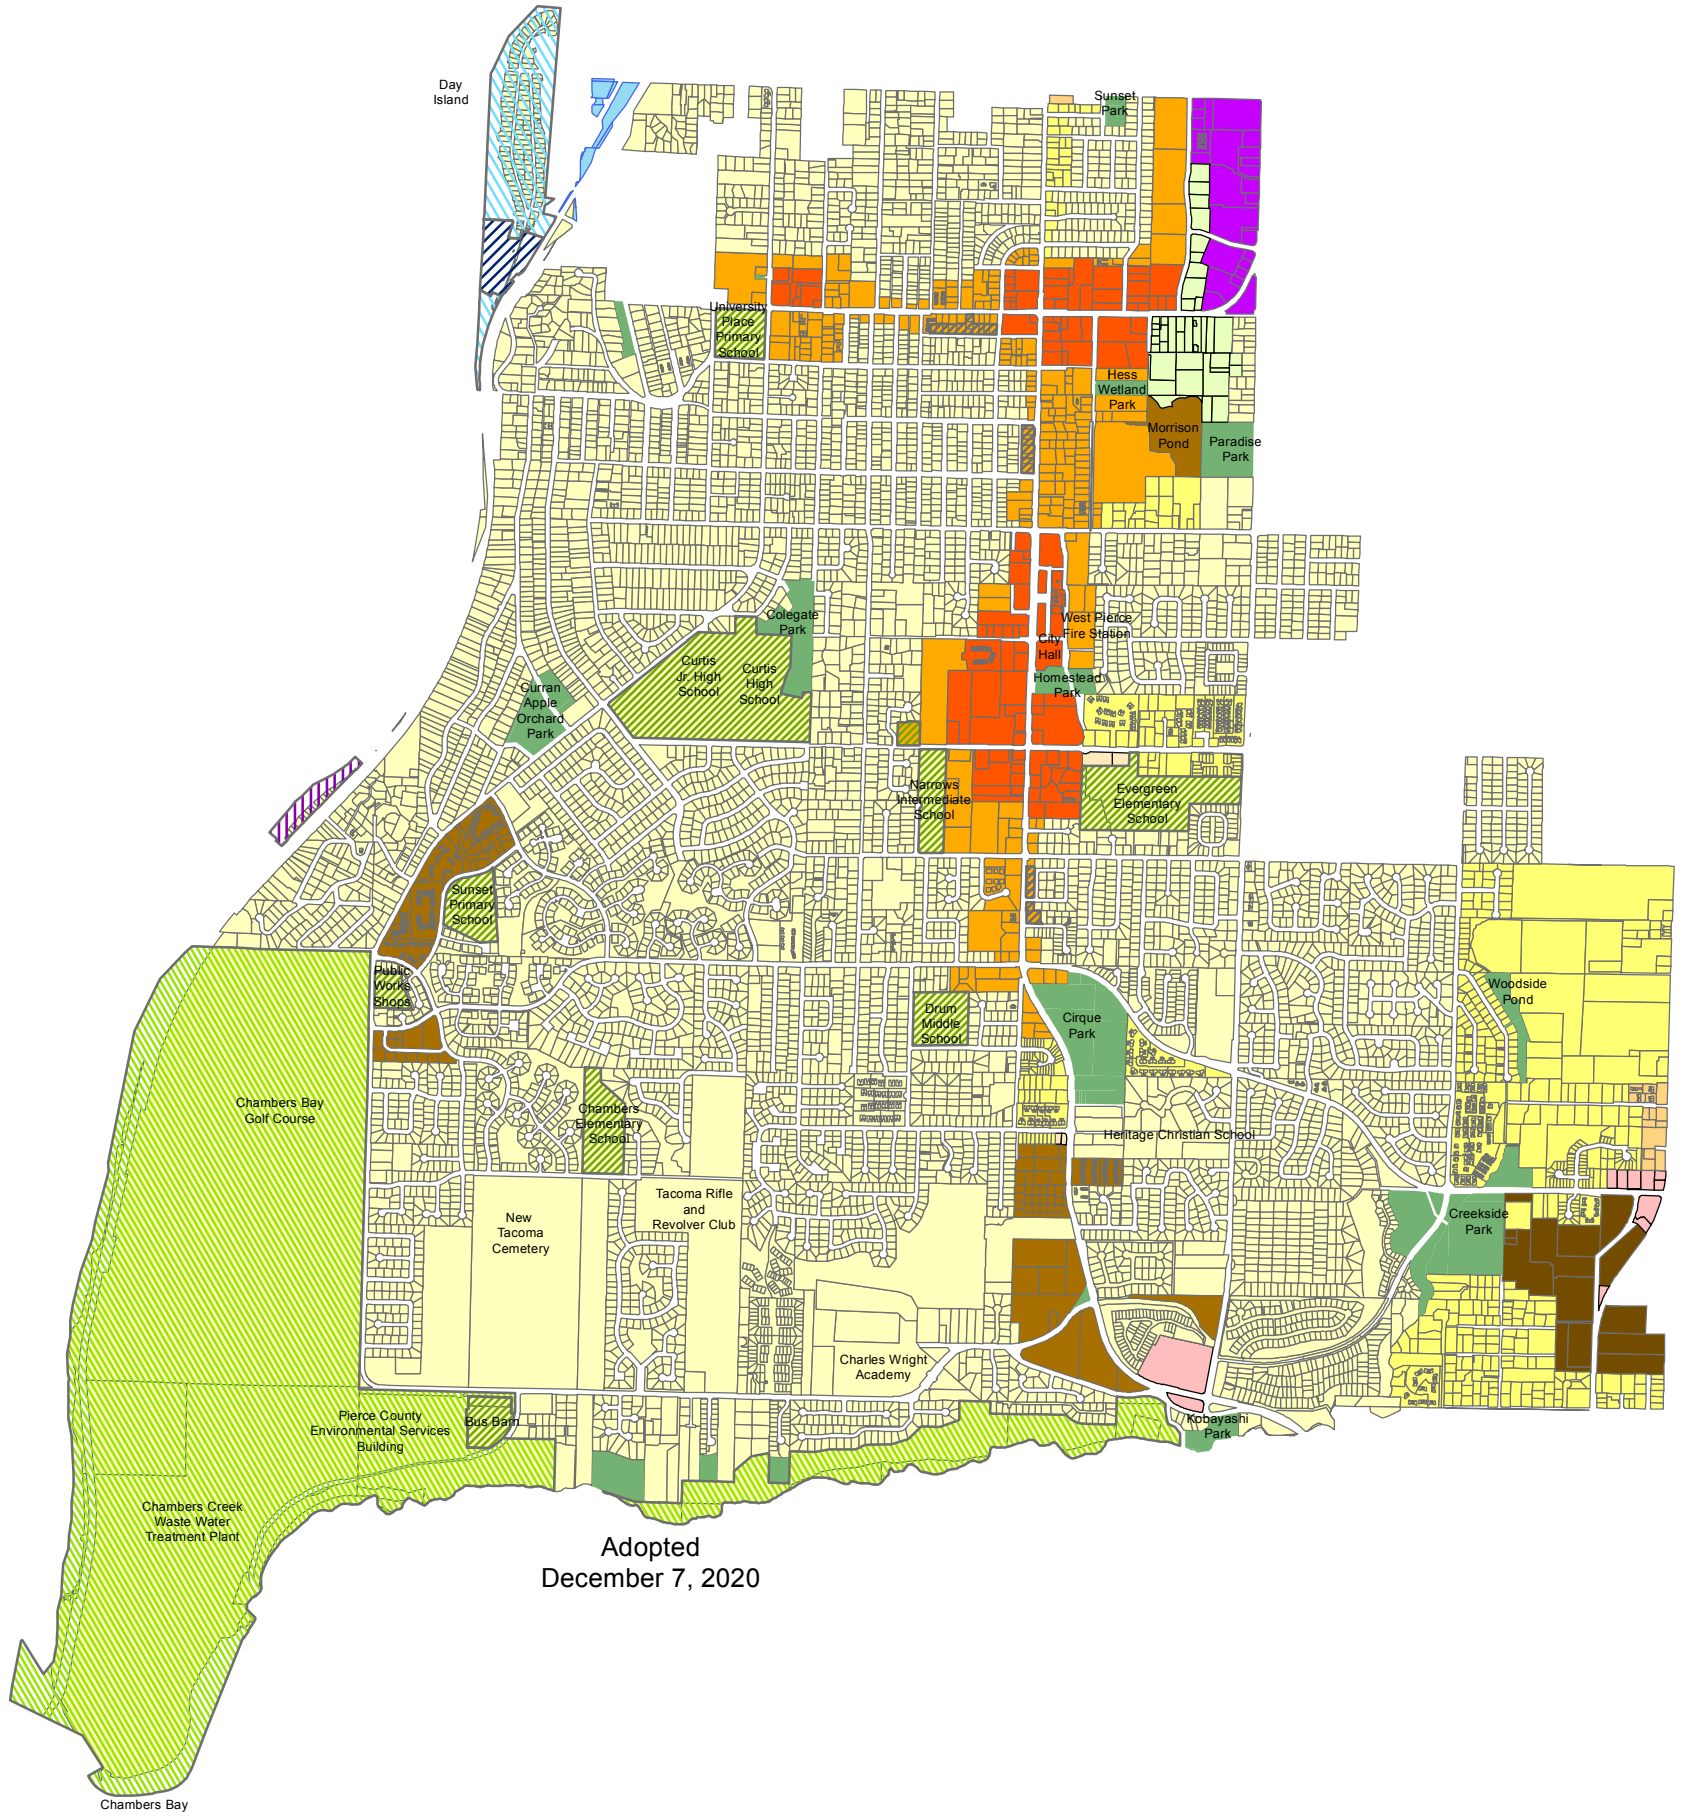 Day
Island
Sunset
Park
University
Place
Primary
School
Hess
Wetland
Park
Morrison
Pond
Paradise
Park
Colegate
Park
West Pierce
Fire Station
City
Hall
Homestead
Park
Curtis
Jr. High
School
Curtis
High
School
Curran
Apple
Orchard
Park
Narrows
Intermediate
School
Evergreen
Elementary
School
Sunset
Primary
School
Public
Works
Shops
Woodside
Pond
Drum
Middle
School
Cirque
Park
Chambers Bay
Golf Course
Chambers
Elementary
School
Heritage Christian School
Tacoma Rifle
and
Revolver Club
New
Tacoma
Cemetery
Creekside
Park
Charles Wright
Academy
Pierce County
Environmental Services
Building
Bus Barn
Kobayashi
Park
Chambers Creek
Waste Water
Treatment Plant
Adopted
December 7, 2020
Chambers Bay